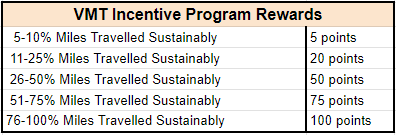 VMT Incentive Program Rewards
5-10% Miles Travelled Sustainably 5 points
11-25% Miles Travelled Sustainably 20 points
26-50% Miles Travelled Sustainably 50 points
51-75% Miles Travelled Sustainably 75 points
76-100% Miles Travelled Sustainably 100 points